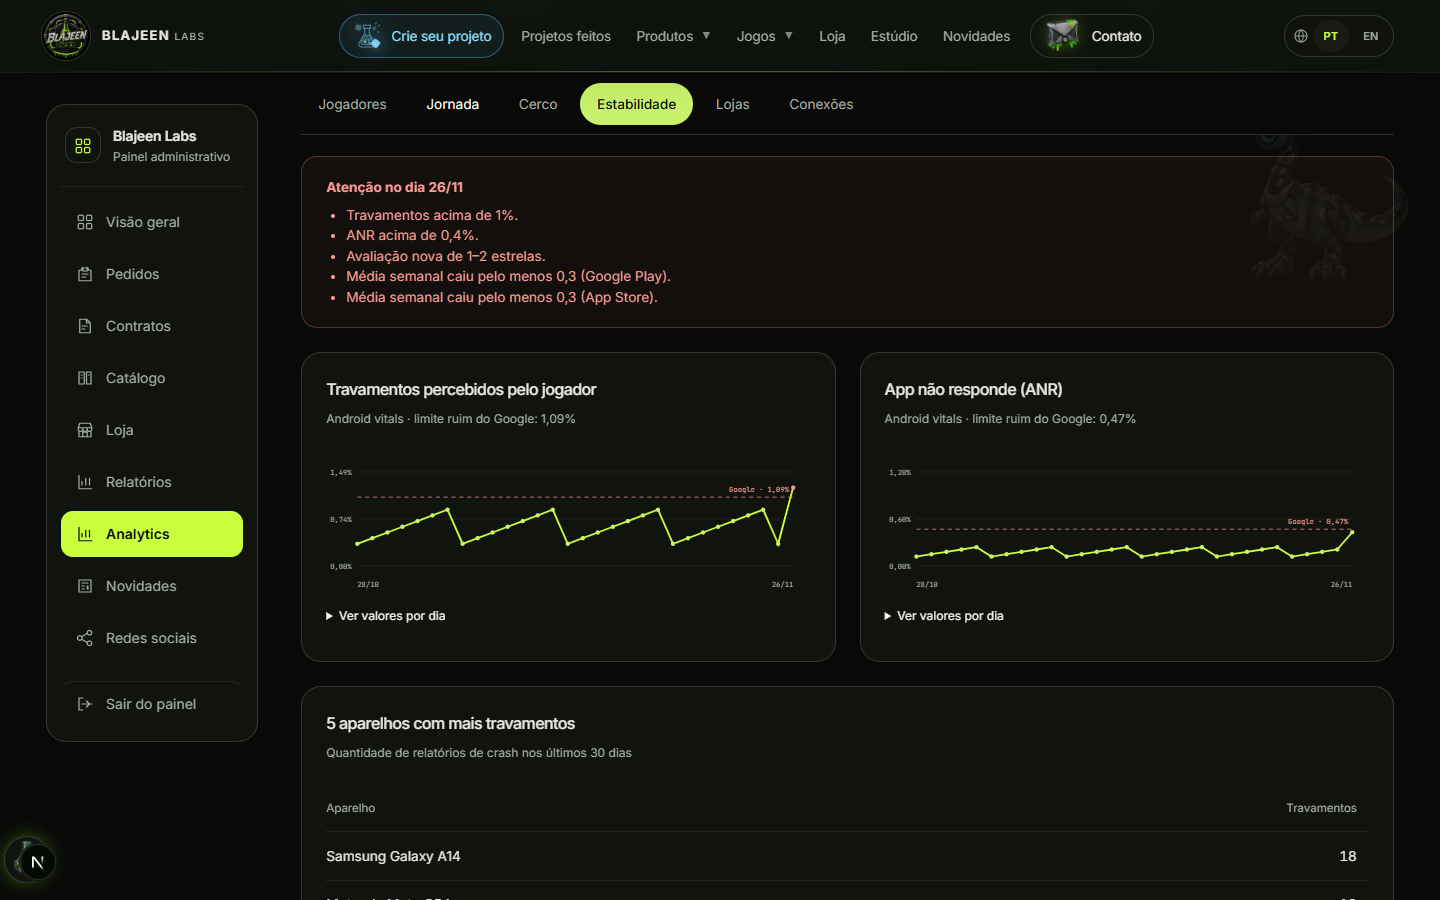 BLAJEEN
BLAJEEN LABS
Crie seu projeto
Projetos feitos
Produtos ▼
Jogos ▼
Loja
Estúdio
Novidades
Contato
PT
EN
Blajeen Labs
Painel administrativo
Visão geral
Pedidos
Contratos
Catálogo
Loja
Relatórios
Analytics
Novidades
Redes sociais
Sair do painel
N
Jogadores
Jornada
Cerco
Estabilidade
Lojas
Conexões
Atenção no dia 26/11
• Travamentos acima de 1%.
• ANR acima de 0,4%.
• Avaliação nova de 1–2 estrelas.
• Média semanal caiu pelo menos 0,3 (Google Play).
• Média semanal caiu pelo menos 0,3 (App Store).
Travamentos percebidos pelo jogador
Android vitals · limite ruim do Google: 1,09%
1,49%
Google · 1,09%
0,74%
0,00%
28/10
26/11
▶ Ver valores por dia
App não responde (ANR)
Android vitals · limite ruim do Google: 0,47%
1,20%
0,60%
Google · 0,47%
0,00%
28/10
26/11
▶ Ver valores por dia
5 aparelhos com mais travamentos
Quantidade de relatórios de crash nos últimos 30 dias
Aparelho
Travamentos
Samsung Galaxy A14
18